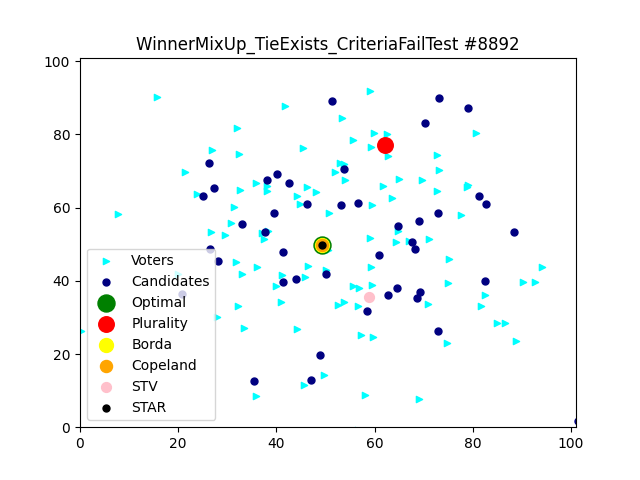 WinnerMixUp_TieExists_CriteriaFailTest #8892
100
80
60
40
20
0
Voters
Candidates
Optimal
Plurality
Borda
Copeland
STV
STAR
0 20 40 60 80 100